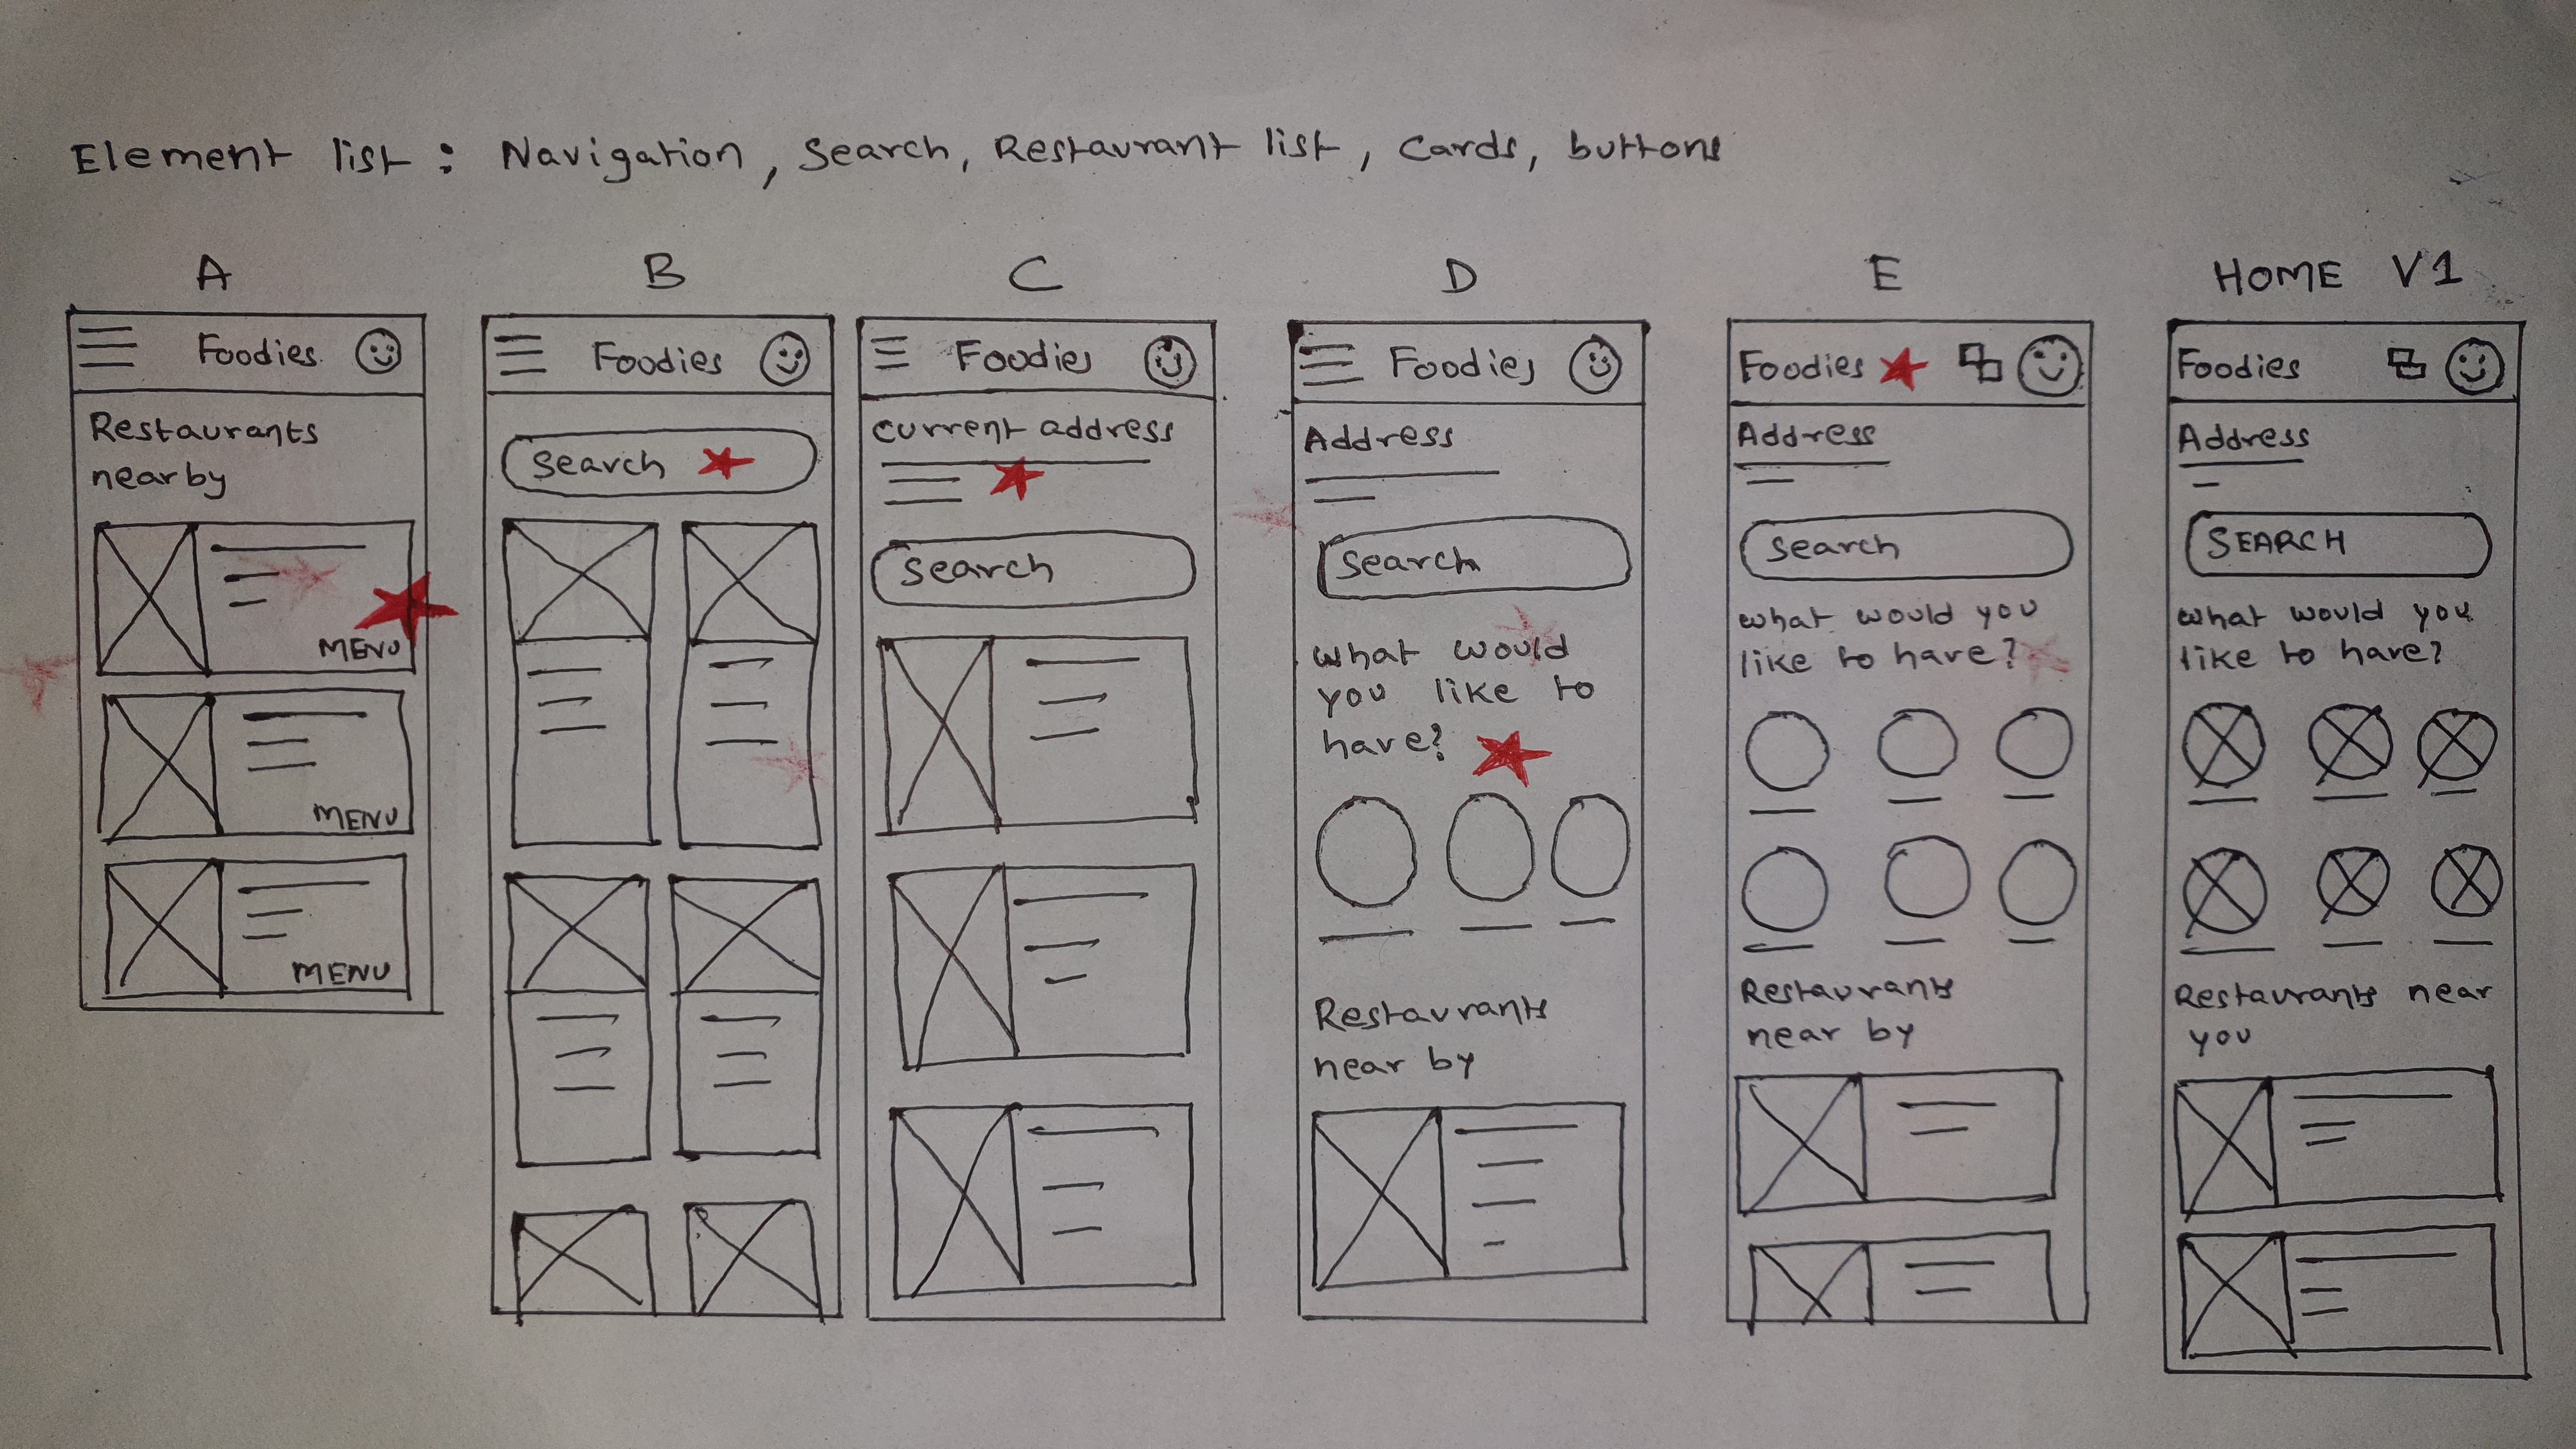 Element list : Navigation, Search, Restaurant list, Cards, buttons
A
Foodies
Restaurants
nearby
MENU
MENU
MENU
B
Foodies
Search
C
Foodies
Current address
Search
D
Foodies
Address
Search
What would
you like to
have?
Restaurants
near by
E
Foodies
Address
Search
What would you
like to have?
Restaurants
near by
HOME V1
Foodies
Address
SEARCH
What would you
like to have?
Restaurants near
you